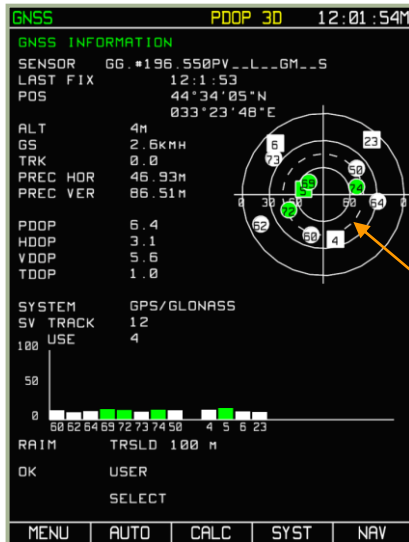 GNSS PDOP 3D 12:01:54M
GNSS INFORMATION
SENSOR GG.#196.550PV__L__GM__S
LAST FIX 12:1:53
POS 44°34'05"N
033°23'48"E
ALT 4M
GS 2.6KMH
TRK 0.0
PREC HOR 46.93M
PREC VER 86.51M
PDOP 6.4
HDOP 3.1
VDOP 5.6
TDOP 1.0
6 23
73 50
69
5 74
0 30 60 64 0
72
62 60 4
SYSTEM GPS/GLONASS
SV TRACK 12
USE 4
100
50
0
60 62 64 69 72 73 74 50 4 5 6 23
RAIM TRSLD 100 M
OK USER
SELECT
MENU AUTO CALC SYST NAV